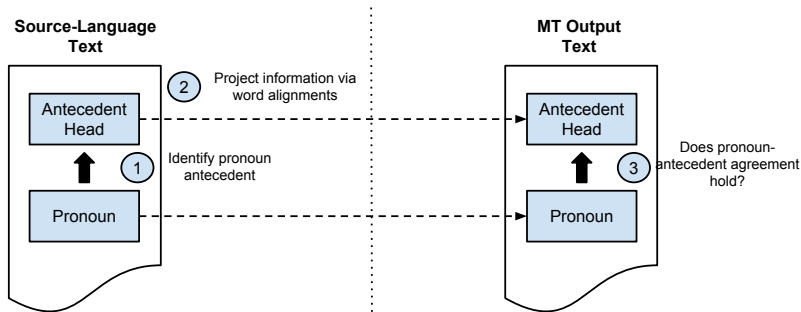 Source-Language
Text
MT Output
Text
2
Project information via
word alignments
Antecedent
Head
Antecedent
Head
1
Identify pronoun
antecedent
3
Does pronoun-
antecedent agreement
hold?
Pronoun
Pronoun